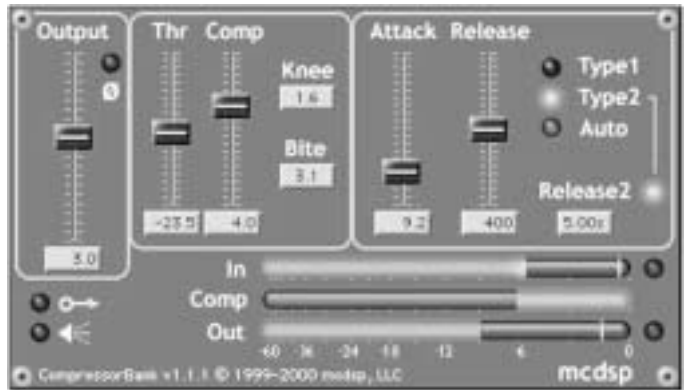 Output Thr Comp Attack Release
Knee
1.6
Type1
Type2
Ø
Auto
Bite
3.1
Release2
-23.5 4.0 9.2 400 5.00s
3.0
In
Comp
Out
-60 36 -24 -18 -12 -6 0
CompressorBank v1.1.1 © 1999-2000 mcdsp, LLC mcdsp